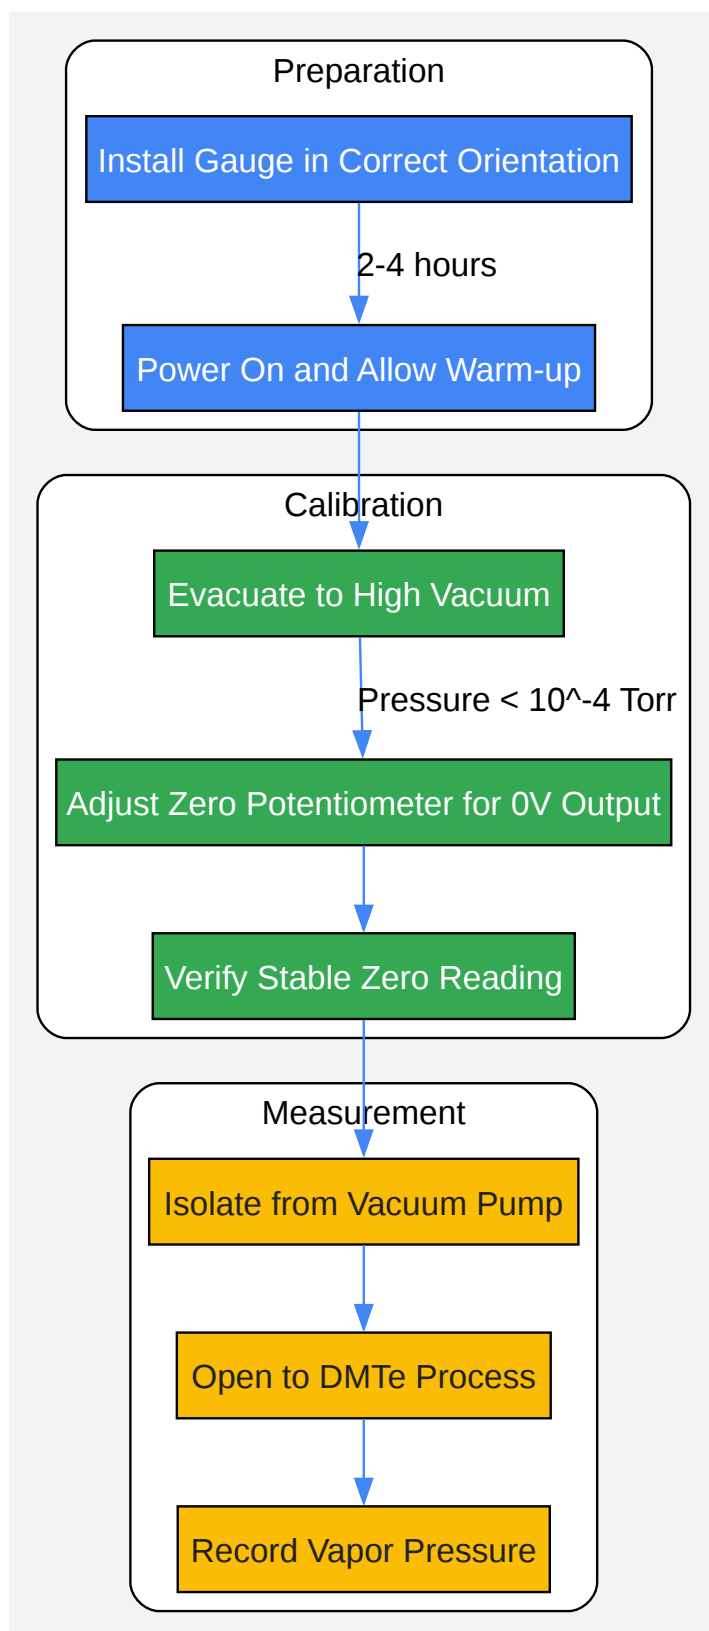 Preparation
Install Gauge in Correct Orientation
2-4 hours
Power On and Allow Warm-up
Calibration
Evacuate to High Vacuum
Pressure < 10^-4 Torr
Adjust Zero Potentiometer for 0V Output
Verify Stable Zero Reading
Measurement
Isolate from Vacuum Pump
Open to DMTe Process
Record Vapor Pressure